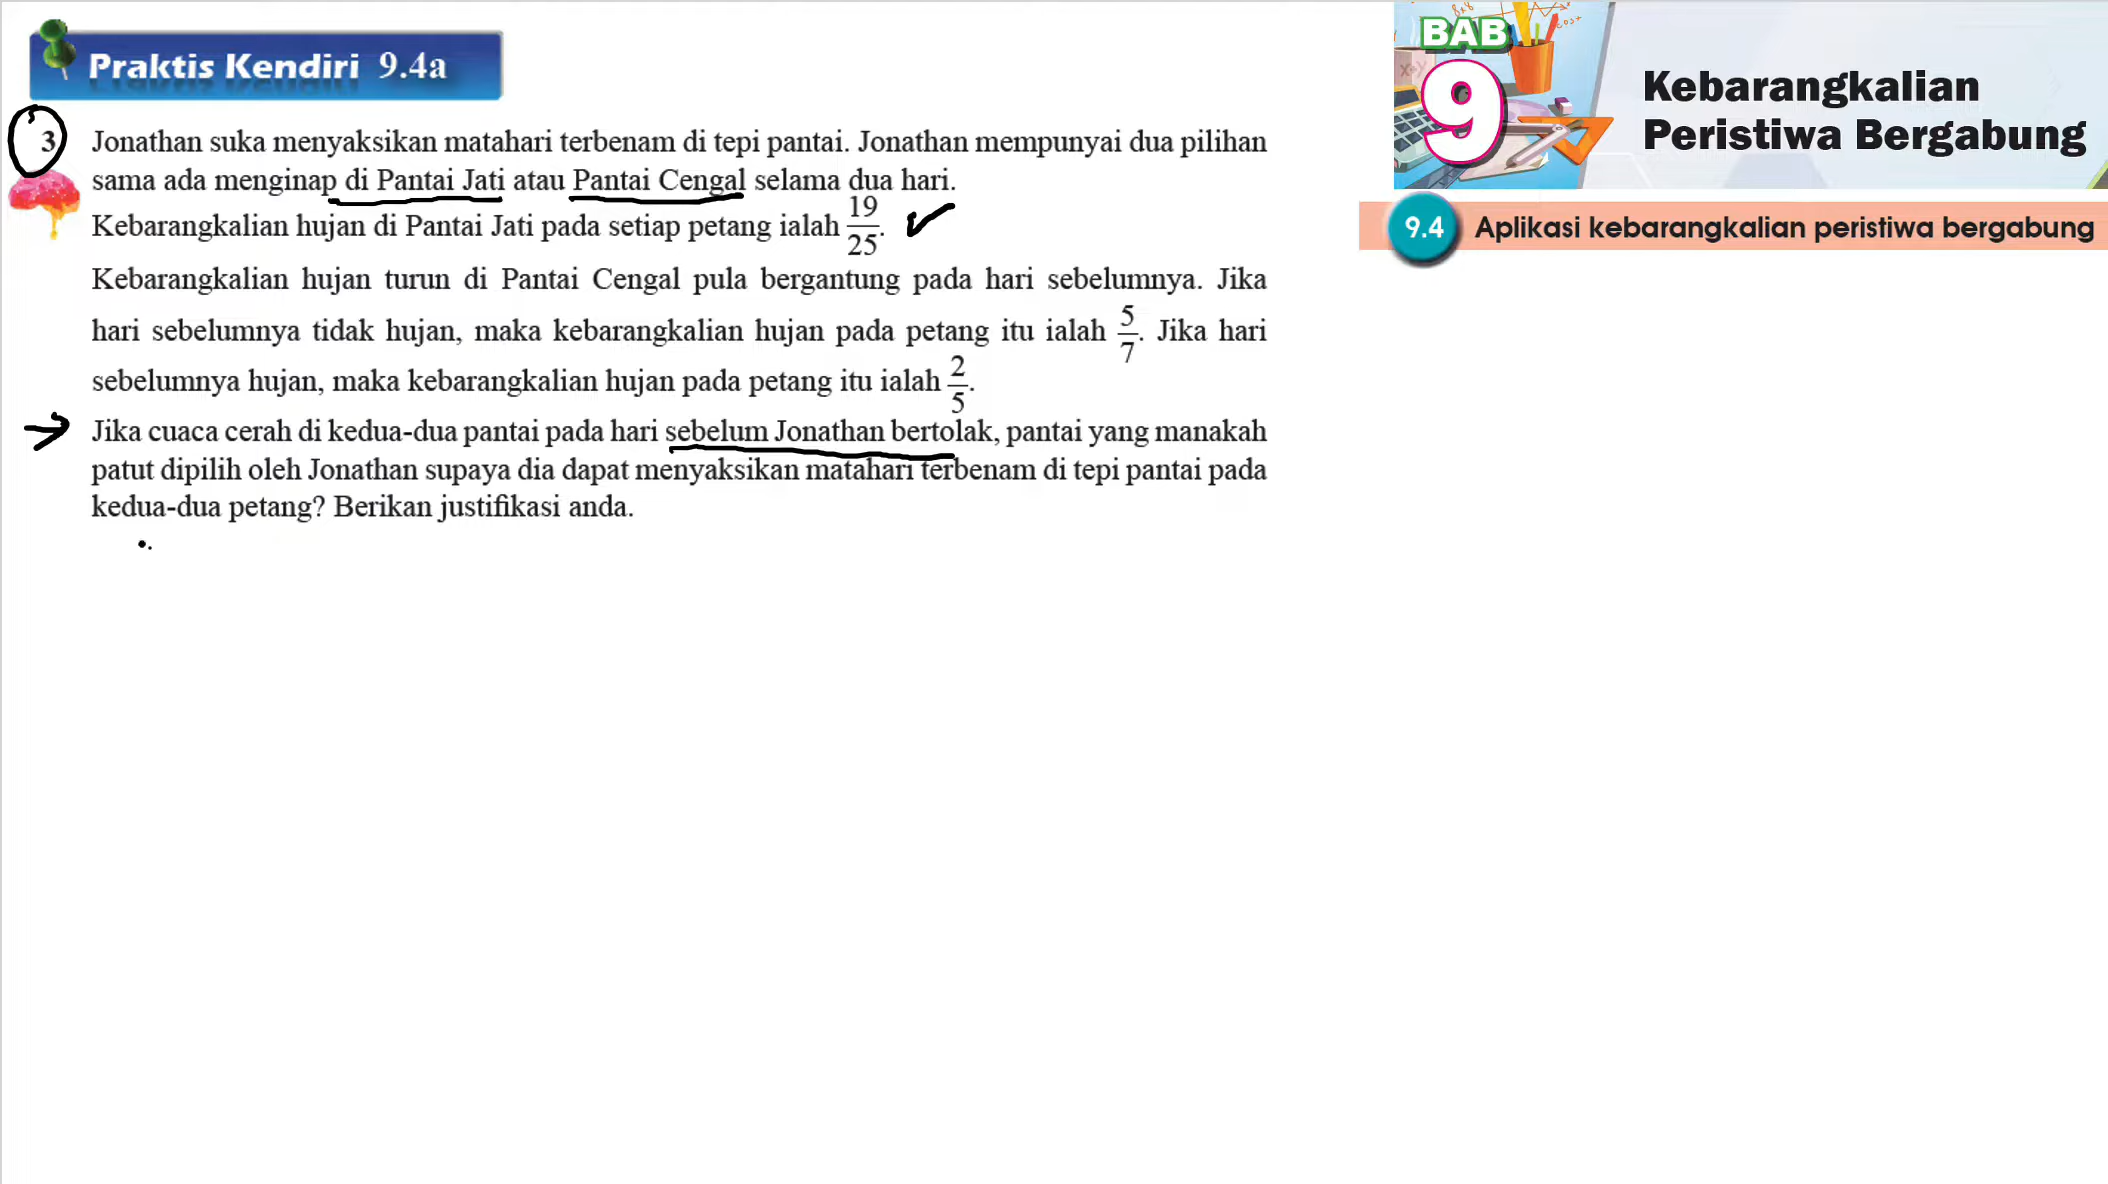 Praktis Kendiri 9.4a
3 Jonathan suka menyaksikan matahari terbenam di tepi pantai. Jonathan mempunyai dua pilihan
sama ada menginap di Pantai Jati atau Pantai Cengal selama dua hari.
Kebarangkalian hujan di Pantai Jati pada setiap petang ialah 19/25.
Kebarangkalian hujan turun di Pantai Cengal pula bergantung pada hari sebelumnya. Jika
hari sebelumnya tidak hujan, maka kebarangkalian hujan pada petang itu ialah 5/7. Jika hari
sebelumnya hujan, maka kebarangkalian hujan pada petang itu ialah 2/5.
Jika cuaca cerah di kedua-dua pantai pada hari sebelum Jonathan bertolak, pantai yang manakah
patut dipilih oleh Jonathan supaya dia dapat menyaksikan matahari terbenam di tepi pantai pada
kedua-dua petang? Berikan justifikasi anda.
BAB
9
Kebarangkalian
Peristiwa Bergabung
9.4 Aplikasi kebarangkalian peristiwa bergabung